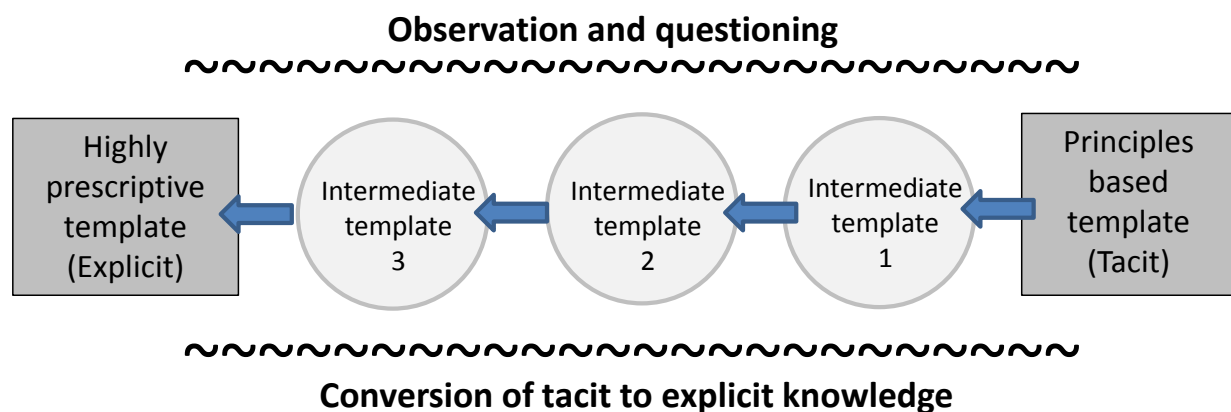 Observation and questioning
~~~~~~~~~~~~~~~~~~~~~~~~~
Highly
prescriptive
template
(Explicit)
Intermediate
template
3
Intermediate
template
2
Intermediate
template
1
Principles
based
template
(Tacit)
~~~~~~~~~~~~~~~~~~~~~~~~~
Conversion of tacit to explicit knowledge